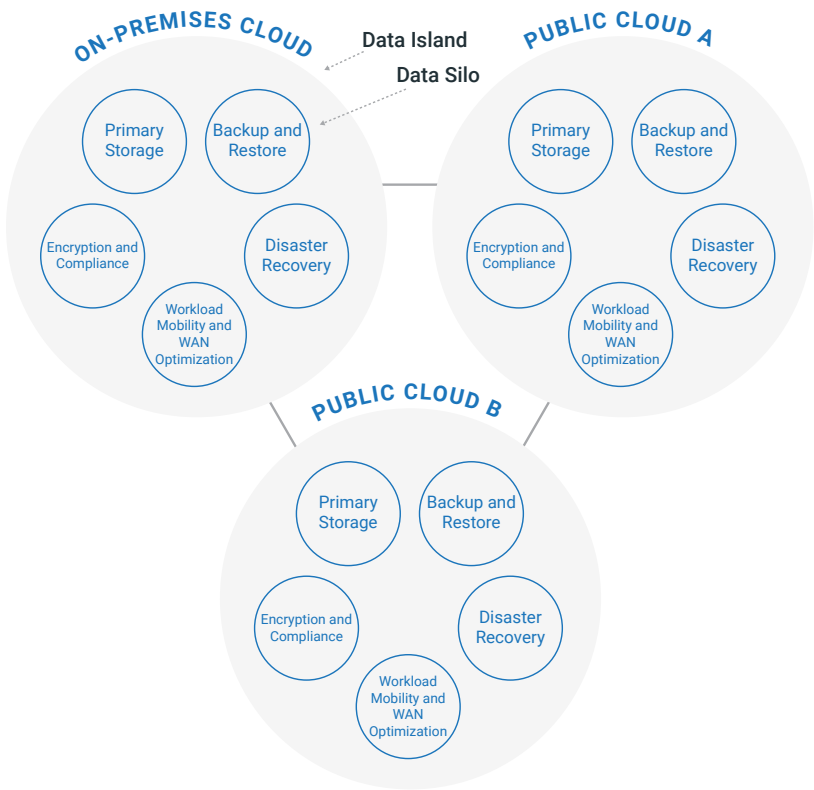 ON-PREMISES CLOUD
Data Island
Data Silo
Primary
Storage
Backup and
Restore
Encryption and
Compliance
Disaster
Recovery
Workload
Mobility and
WAN
Optimization
PUBLIC CLOUD A
Primary
Storage
Backup and
Restore
Encryption and
Compliance
Disaster
Recovery
Workload
Mobility and
WAN
Optimization
PUBLIC CLOUD B
Primary
Storage
Backup and
Restore
Encryption and
Compliance
Disaster
Recovery
Workload
Mobility and
WAN
Optimization